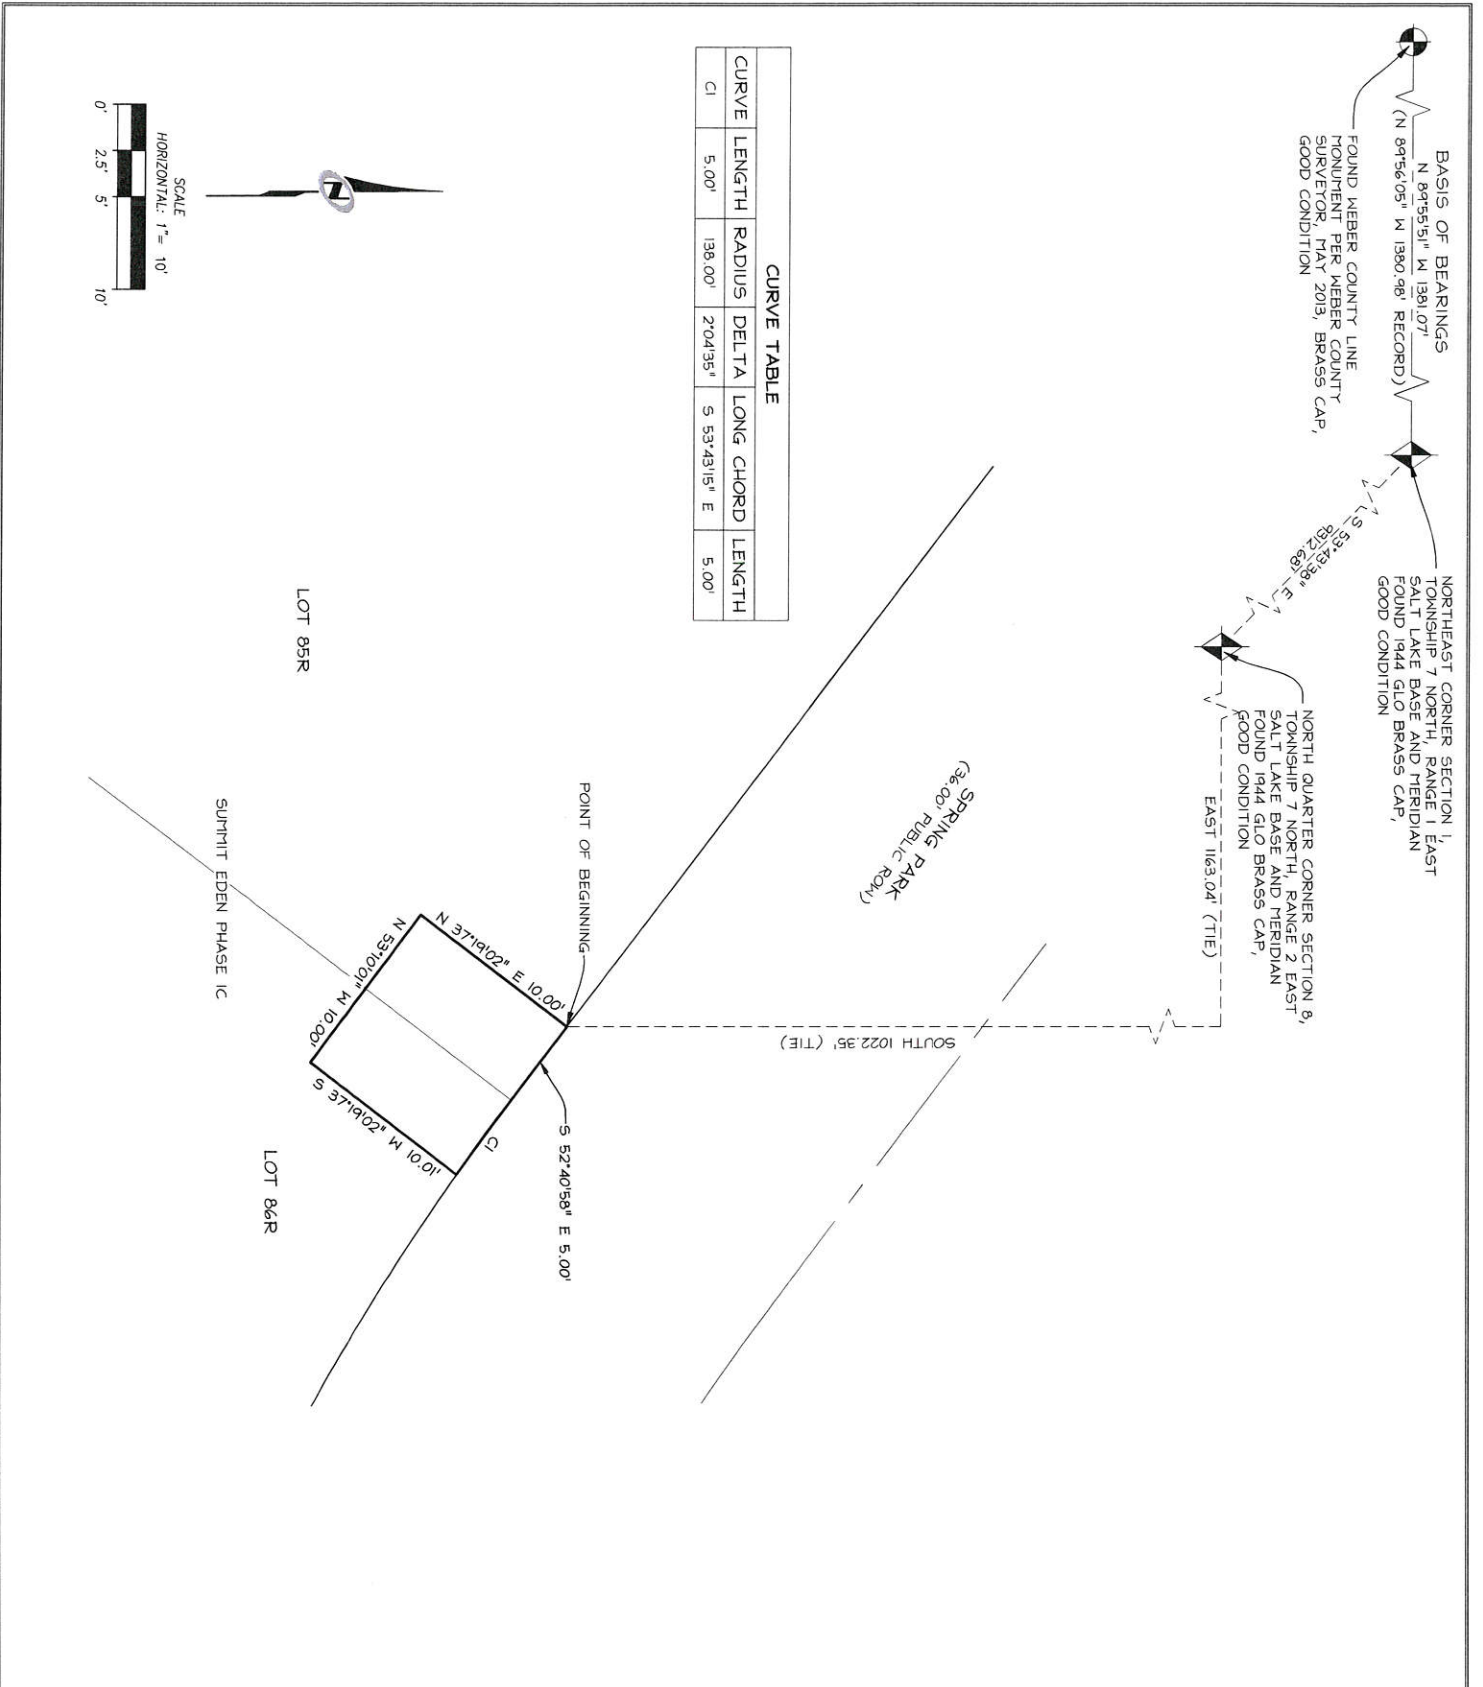 BASIS OF BEARINGS
N 89°55'51" W 1381.07'
(N 89°56'05" W 1380.98' RECORD)
FOUND WEBER COUNTY LINE
MONUMENT PER WEBER COUNTY
SURVEYOR, MAY 2013, BRASS CAP,
GOOD CONDITION
NORTHEAST CORNER SECTION 1,
TOWNSHIP 7 NORTH, RANGE 1 EAST
SALT LAKE BASE AND MERIDIAN
FOUND 1944 GLO BRASS CAP,
GOOD CONDITION
S 53°43'38" E
9312.68'
NORTH QUARTER CORNER SECTION 8,
TOWNSHIP 7 NORTH, RANGE 2 EAST
SALT LAKE BASE AND MERIDIAN
FOUND 1944 GLO BRASS CAP,
GOOD CONDITION
EAST 1163.04' (TIE)
SOUTH 1022.35' (TIE)
SPRING PARK
(36.00' PUBLIC ROW)
CURVE TABLE
CURVE LENGTH RADIUS DELTA LONG CHORD LENGTH
C1 5.00' 138.00' 2°04'35" S 53°43'15" E 5.00'
POINT OF BEGINNING
S 52°40'58" E 5.00'
C1
N 37°19'02" E 10.00'
N 53°10'01" W 10.00'
S 37°19'02" W 10.01'
LOT 85R
LOT 86R
SUMMIT EDEN PHASE 1C
N
SCALE
HORIZONTAL: 1"= 10'
0' 2.5' 5' 10'